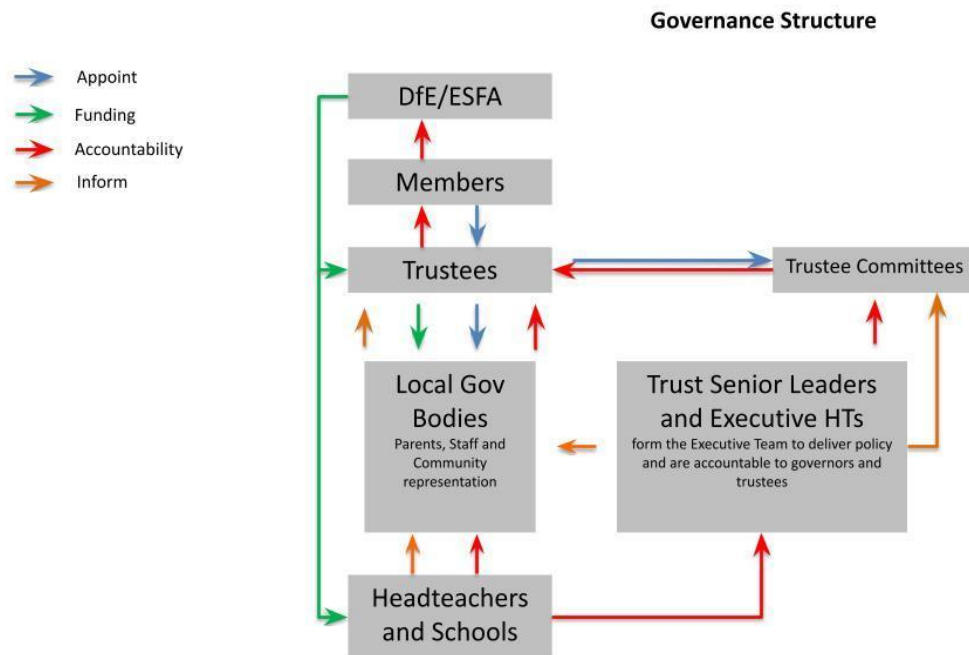 Governance Structure
Appoint
Funding
Accountability
Inform
DfE/ESFA
Members
Trustees
Trustee Committees
Local Gov
Bodies
Parents, Staff and
Community
representation
Trust Senior Leaders
and Executive HTs
form the Executive Team to deliver policy
and are accountable to governors and
trustees
Headteachers
and Schools